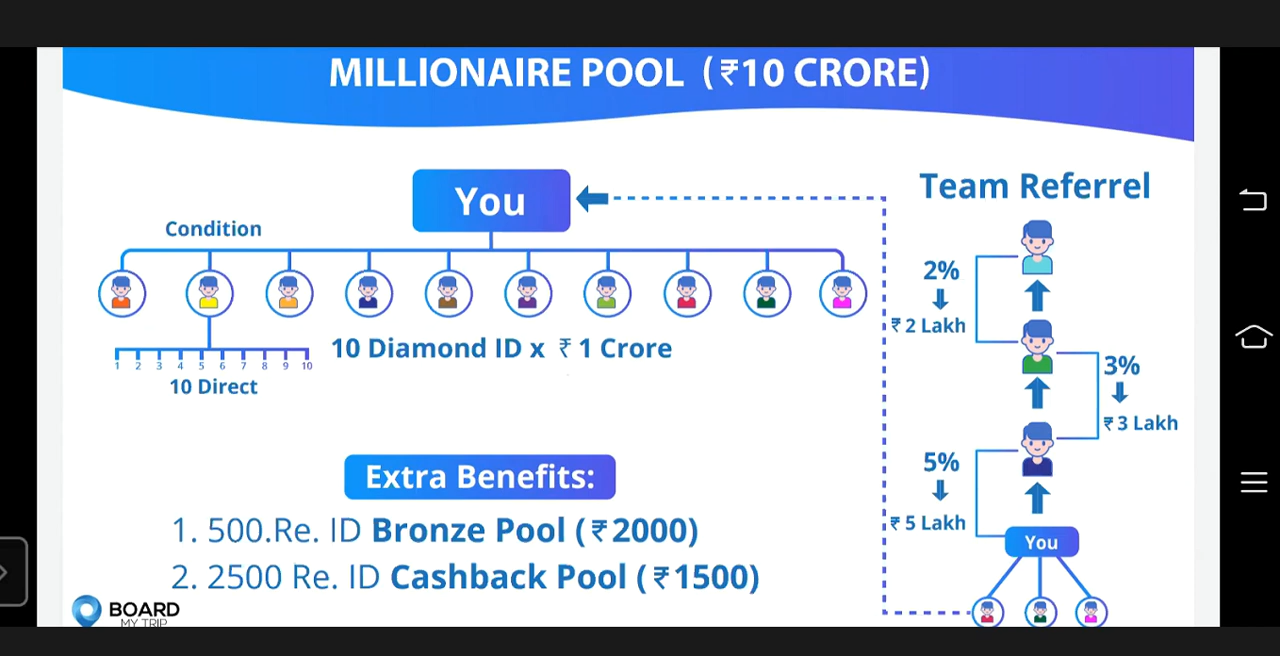 MILLIONAIRE POOL (₹10 CRORE)
You
Condition
1 2 3 4 5 6 7 8 9 10
10 Direct
10 Diamond ID x ₹ 1 Crore
Extra Benefits:
1. 500.Re. ID Bronze Pool (₹2000)
2. 2500 Re. ID Cashback Pool (₹1500)
BOARD
MY TRIP
Team Referrel
2%
₹ 2 Lakh
3%
₹ 3 Lakh
5%
₹ 5 Lakh
You